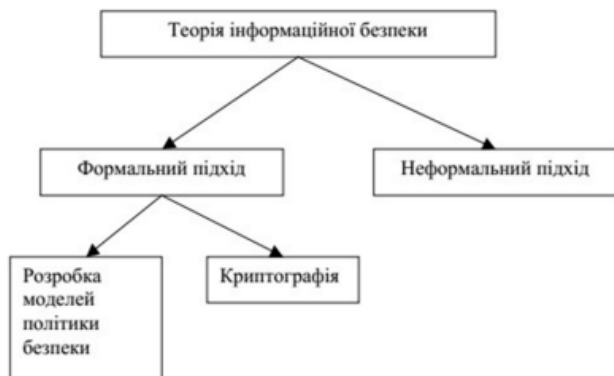 Теорія інформаційної безпеки
Формальний підхід
Неформальний підхід
Розробка
моделей
політики
безпеки
Криптографія